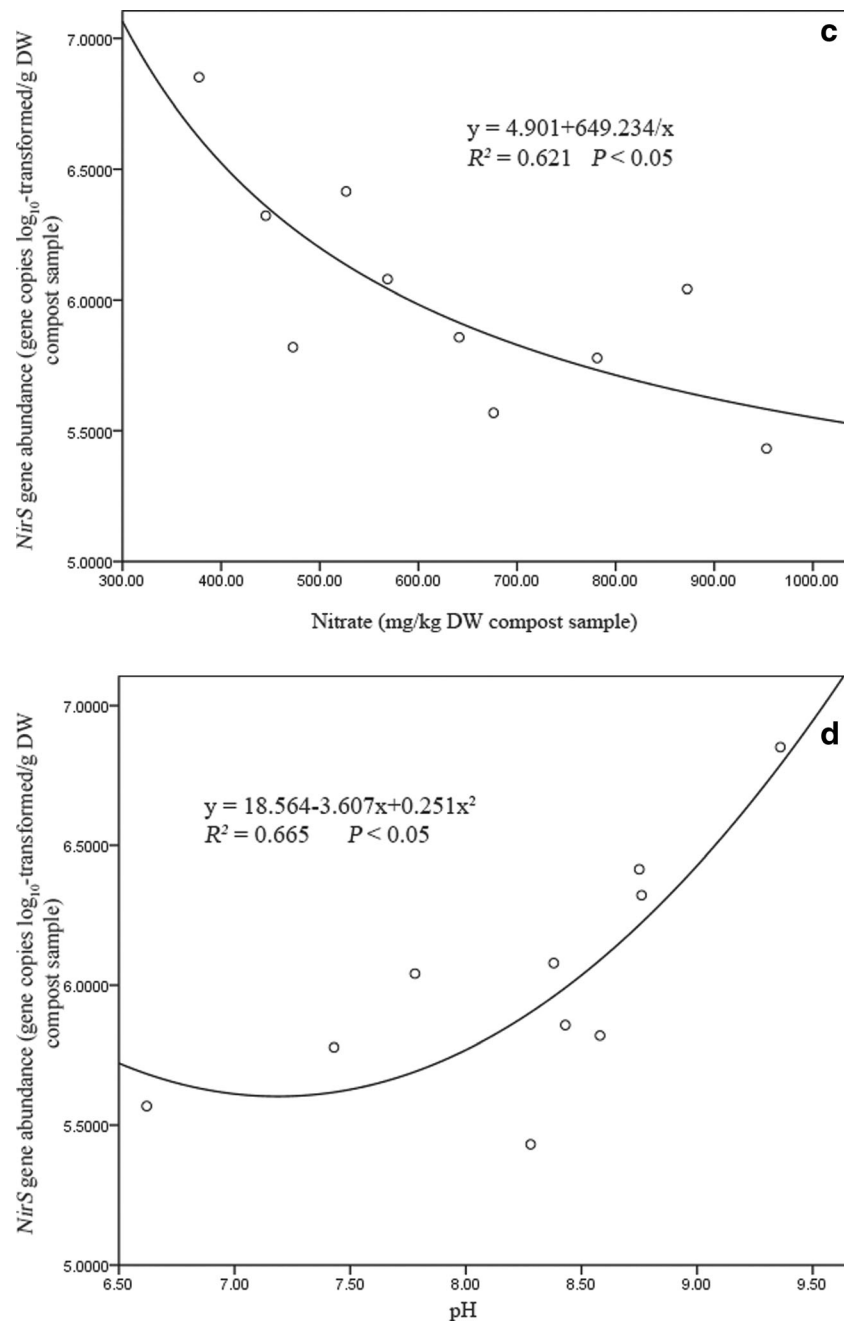 c
NirS gene abundance (gene copies log₁₀-transformed/g DW
compost sample)
7.0000
6.5000
6.0000
5.5000
5.0000
y = 4.901+649.234/x
R² = 0.621 P < 0.05
300.00 400.00 500.00 600.00 700.00 800.00 900.00 1000.00
Nitrate (mg/kg DW compost sample)
d
NirS gene abundance (gene copies log₁₀-transformed/g DW
compost sample)
7.0000
6.5000
6.0000
5.5000
5.0000
y = 18.564-3.607x+0.251x²
R² = 0.665 P < 0.05
6.50 7.00 7.50 8.00 8.50 9.00 9.50
pH